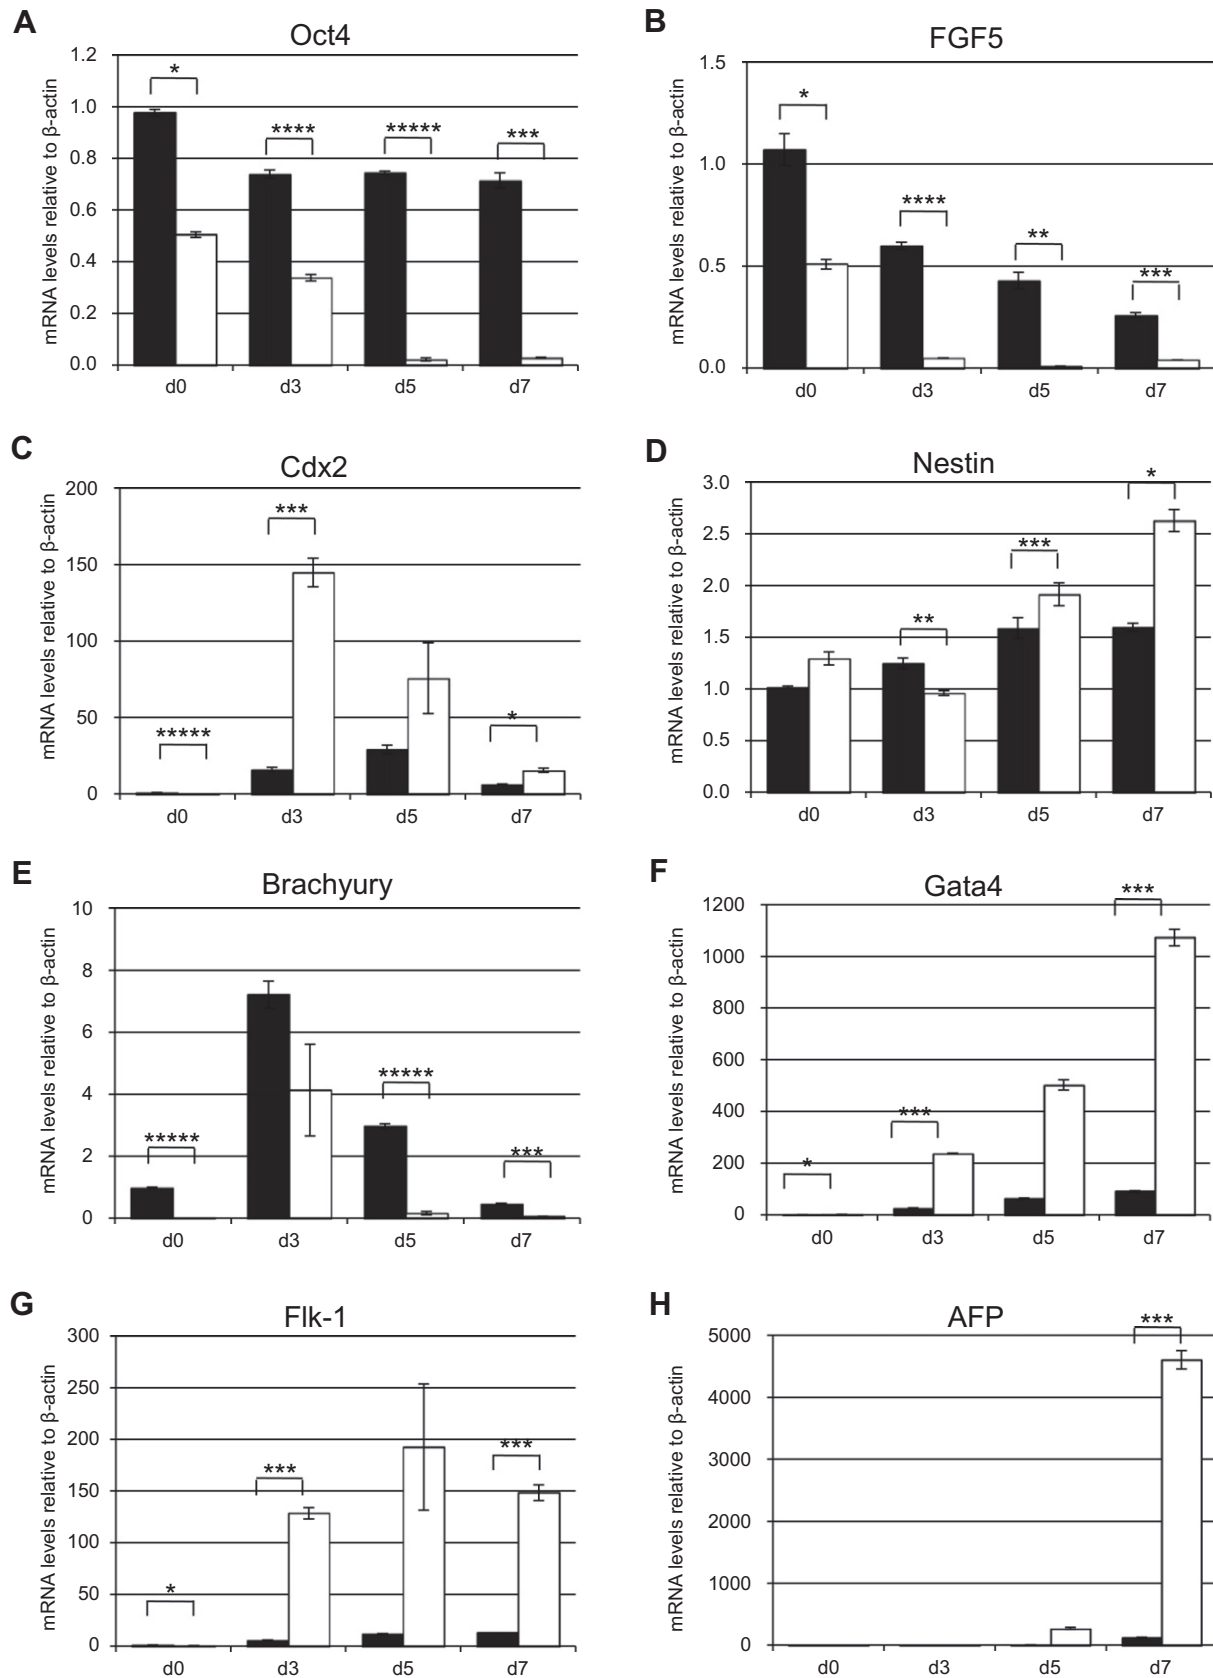 A
Oct4
mRNA levels relative to β-actin
1.2
1.0
0.8
0.6
0.4
0.2
0.0
*
****
*****
***
d0 d3 d5 d7
B
FGF5
mRNA levels relative to β-actin
1.5
1.0
0.5
0.0
*
****
**
***
d0 d3 d5 d7
C
Cdx2
mRNA levels relative to β-actin
200
150
100
50
0
*****
***
*
d0 d3 d5 d7
D
Nestin
mRNA levels relative to β-actin
3.0
2.5
2.0
1.5
1.0
0.5
0.0
**
***
*
d0 d3 d5 d7
E
Brachyury
mRNA levels relative to β-actin
10
8
6
4
2
0
*****
*****
***
d0 d3 d5 d7
F
Gata4
mRNA levels relative to β-actin
1200
1000
800
600
400
200
0
*
***
***
d0 d3 d5 d7
G
Flk-1
mRNA levels relative to β-actin
300
250
200
150
100
50
0
*
***
***
d0 d3 d5 d7
H
AFP
mRNA levels relative to β-actin
5000
4000
3000
2000
1000
0
***
d0 d3 d5 d7